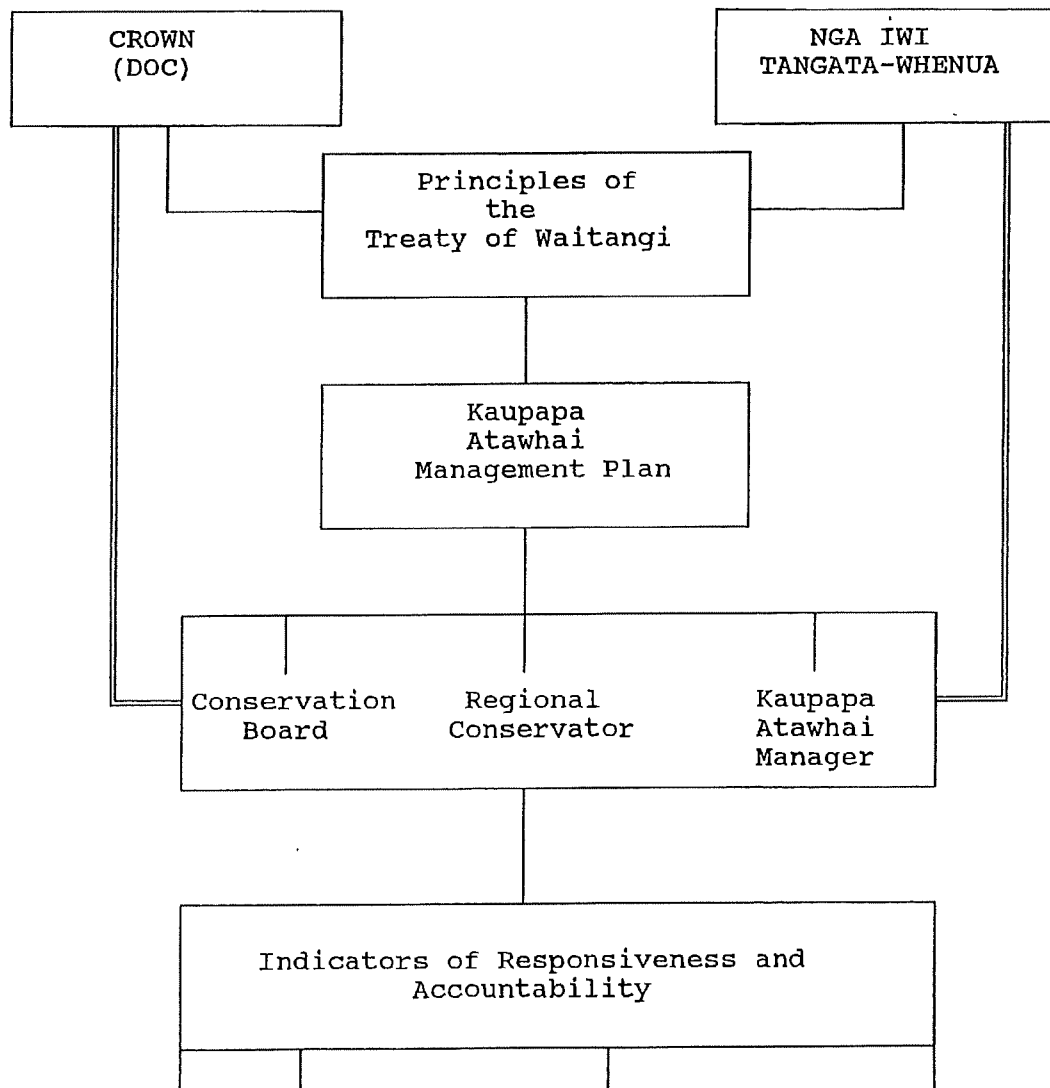 CROWN
(DOC)
NGA IWI
TANGATA-WHENUA
Principles of
the
Treaty of Waitangi
Kaupapa
Atawhai
Management Plan
Conservation
Board
Regional
Conservator
Kaupapa
Atawhai
Manager
Indicators of Responsiveness and
Accountability